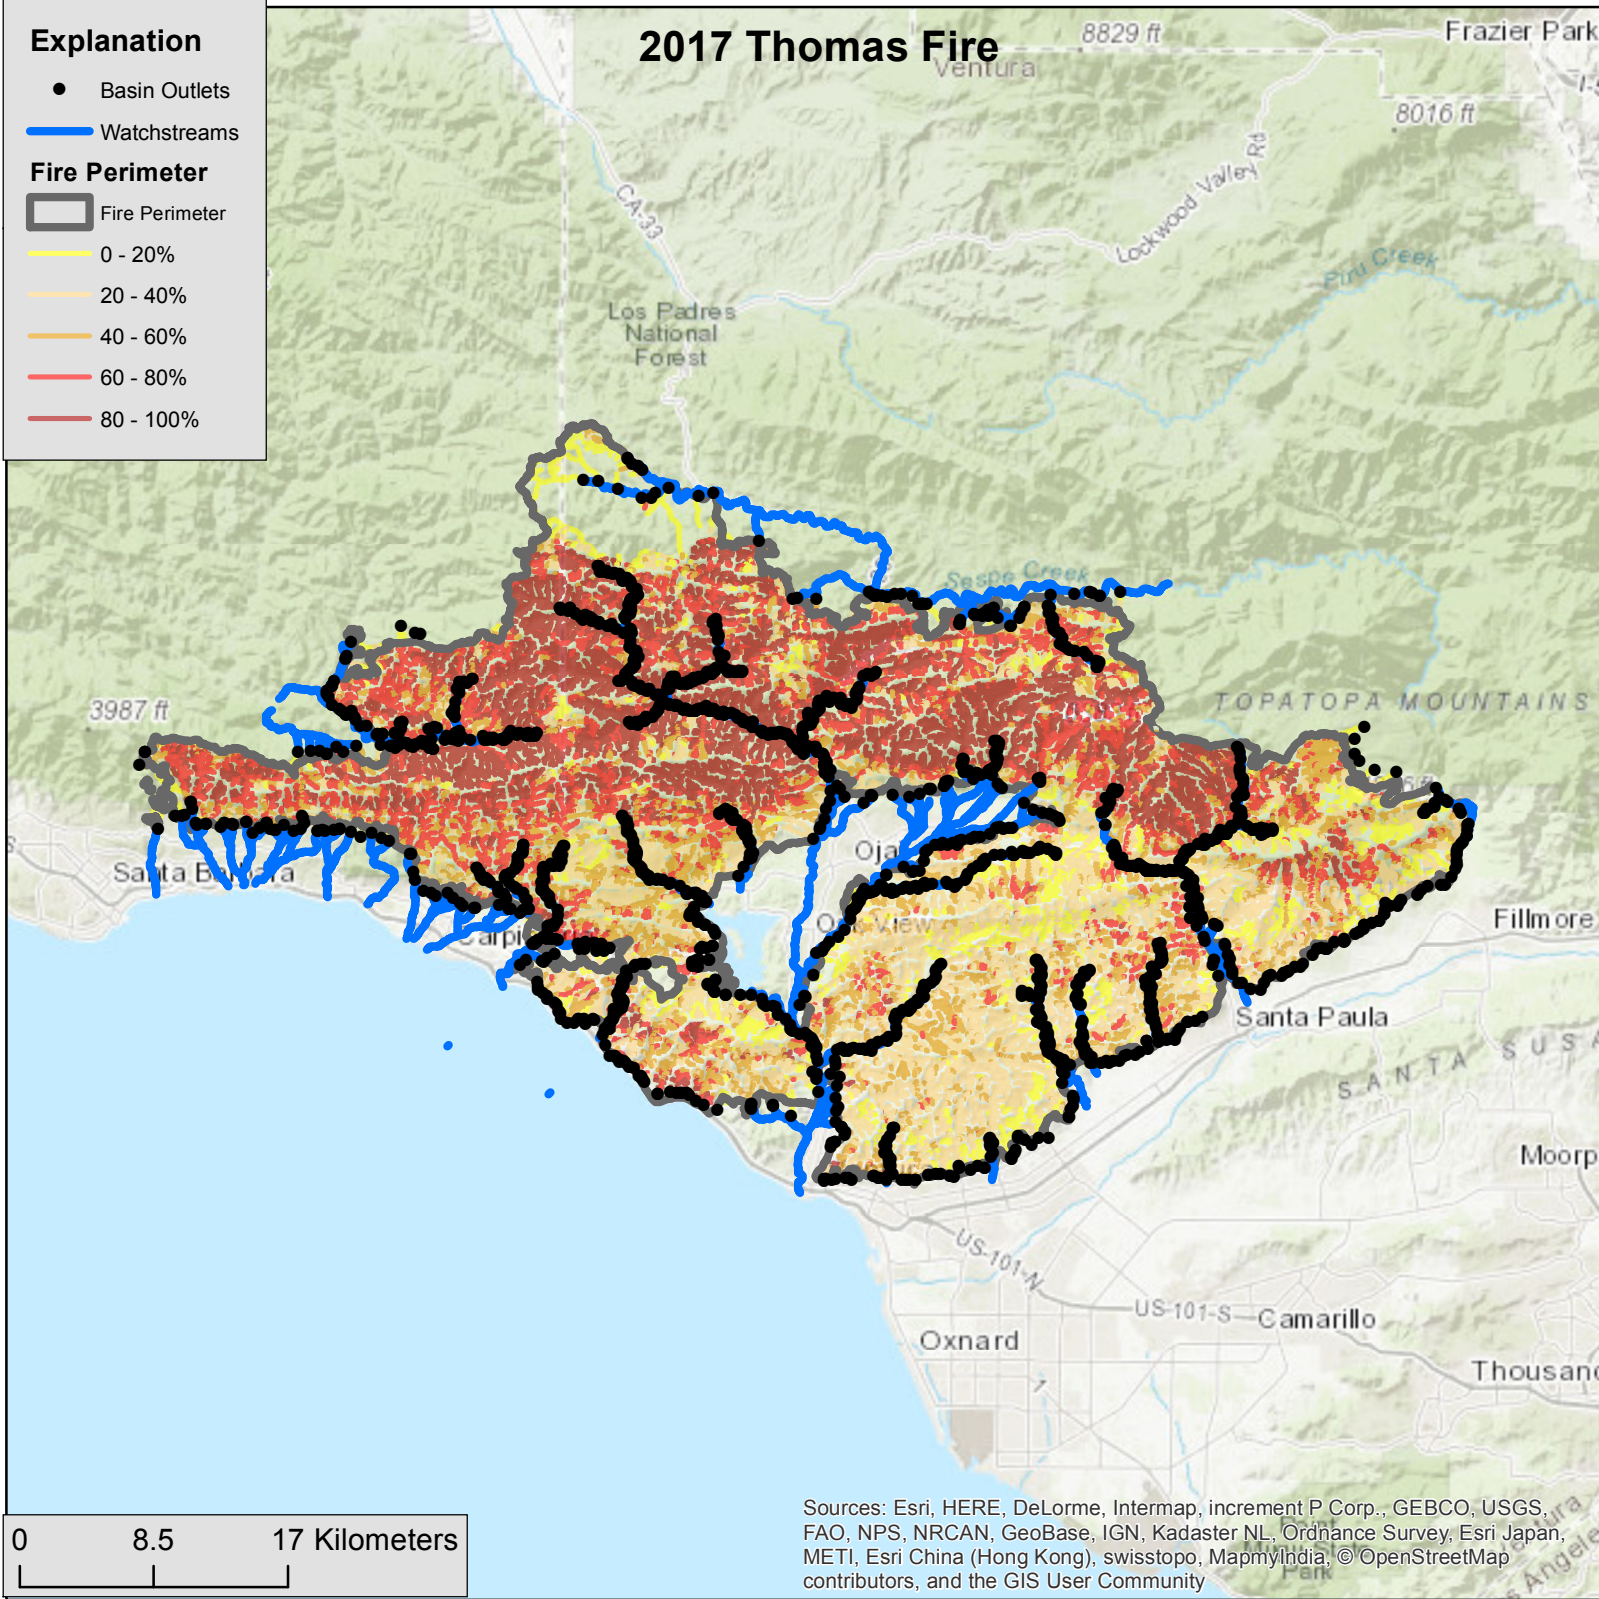 Explanation
Basin Outlets
Watchstreams
Fire Perimeter
Fire Perimeter
0 - 20%
20 - 40%
40 - 60%
60 - 80%
80 - 100%
2017 Thomas Fire
8829 ft
Frazier Park
Ventura
8016 ft
Lockwood Valley Rd
CA-33
Piru Creek
Los Padres
National
Forest
Sespe Creek
TOPATOPA MOUNTAINS
3987 ft
Fillmore
Santa Paula
SANTA SUSA
Moorp
US-101-N
US-101-S
Camarillo
Oxnard
Thousand
0
8.5
17 Kilometers
Sources: Esri, HERE, DeLorme, Intermap, increment P Corp., GEBCO, USGS,
FAO, NPS, NRCAN, GeoBase, IGN, Kadaster NL, Ordnance Survey, Esri Japan,
METI, Esri China (Hong Kong), swisstopo, MapmyIndia, © OpenStreetMap
contributors, and the GIS User Community